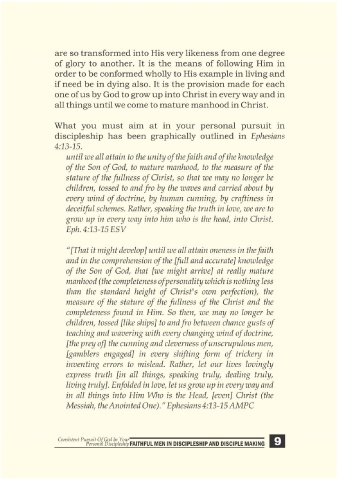 are so transformed into His very likeness from one degree
of glory to another. It is the means of following Him in
order to be conformed wholly to His example in living and
if need be in dying also. It is the provision made for each
one of us by God to grow up into Christ in every way and in
all things until we come to mature manhood in Christ.
What you must aim at in your personal pursuit in
discipleship has been graphically outlined in Ephesians
4:13-15.
until we all attain to the unity of the faith and of the knowledge
of the Son of God, to mature manhood, to the measure of the
stature of the fullness of Christ, so that we may no longer be
children, tossed to and fro by the waves and carried about by
every wind of doctrine, by human cunning, by craftiness in
deceitful schemes. Rather, speaking the truth in love, we are to
grow up in every way into him who is the head, into Christ.
Eph. 4:13-15 ESV
"[That it might develop] until we all attain oneness in the faith
and in the comprehension of the [full and accurate] knowledge
of the Son of God, that [we might arrive] at really mature
manhood (the completeness of personality which is nothing less
than the standard height of Christ's own perfection), the
measure of the stature of the fullness of the Christ and the
completeness found in Him. So then, we may no longer be
children, tossed [like ships] to and fro between chance gusts of
teaching and wavering with every changing wind of doctrine,
[the prey of] the cunning and cleverness of unscrupulous men,
[gamblers engaged] in every shifting form of trickery in
inventing errors to mislead. Rather, let our lives lovingly
express truth [in all things, speaking truly, dealing truly,
living truly]. Enfolded in love, let us grow up in every way and
in all things into Him Who is the Head, [even] Christ (the
Messiah, the Anointed One)." Ephesians 4:13-15 AMPC
Consistent Pursuit Of God In Your
Personal Discipleship FAITHFUL MEN IN DISCIPLESHIP AND DISCIPLE MAKING 9